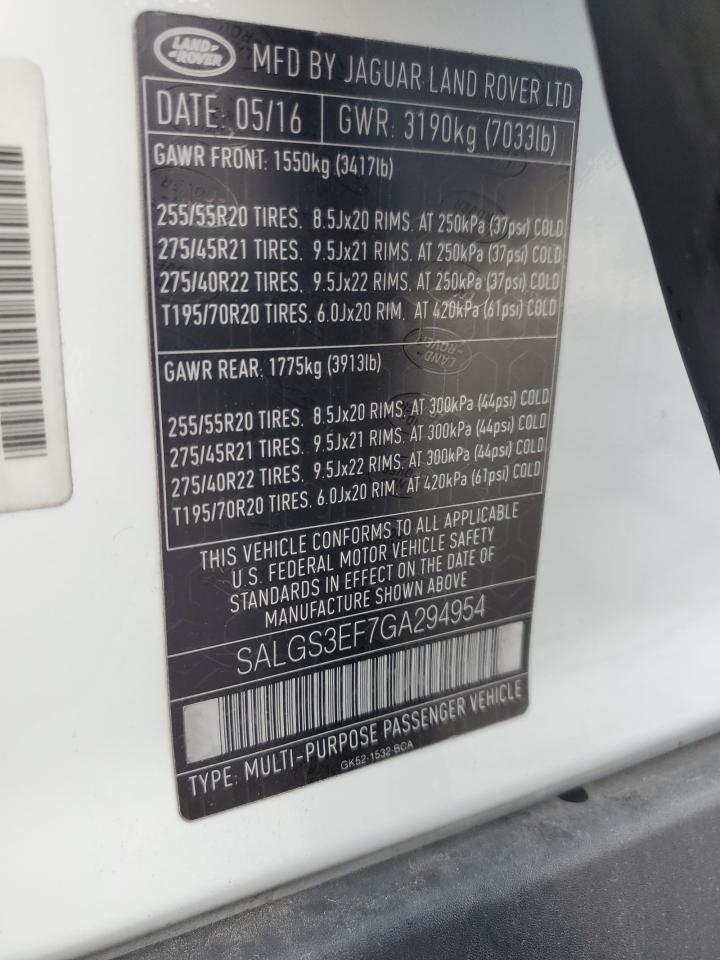 LAND ROVER MFD BY JAGUAR LAND ROVER LTD
DATE: 05/16 GWR: 3190kg (7033lb)
GAWR FRONT: 1550kg (3417lb)
255/55R20 TIRES. 8.5Jx20 RIMS. AT 250kPa (37psi) COLD
275/45R21 TIRES. 9.5Jx21 RIMS. AT 250kPa (37psi) COLD
275/40R22 TIRES. 9.5Jx22 RIMS. AT 250kPa (37psi) COLD
T195/70R20 TIRES. 6.0Jx20 RIM. AT 420kPa (61psi) COLD
GAWR REAR: 1775kg (3913lb)
255/55R20 TIRES. 8.5Jx20 RIMS. AT 300kPa (44psi) COLD
275/45R21 TIRES. 9.5Jx21 RIMS. AT 300kPa (44psi) COLD
275/40R22 TIRES. 9.5Jx22 RIMS. AT 300kPa (44psi) COLD
T195/70R20 TIRES. 6.0Jx20 RIM. AT 420kPa (61psi) COLD
THIS VEHICLE CONFORMS TO ALL APPLICABLE
U.S. FEDERAL MOTOR VEHICLE SAFETY
STANDARDS IN EFFECT ON THE DATE OF
MANUFACTURE SHOWN ABOVE
SALGS3EF7GA294954
TYPE: MULTI-PURPOSE PASSENGER VEHICLE
GK52-1532-BCA